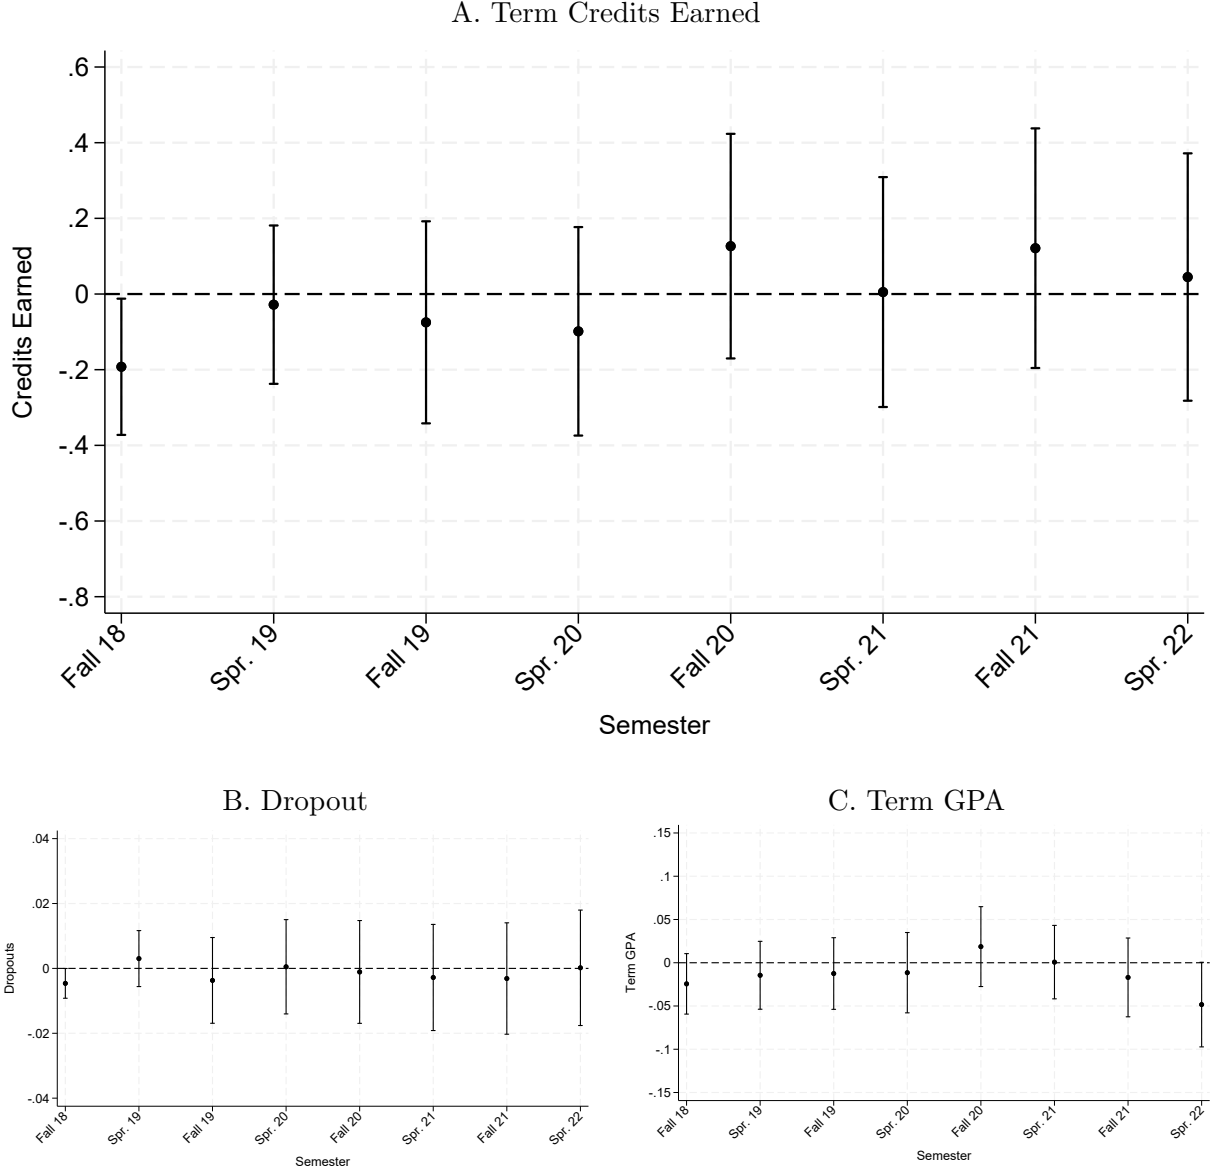 A. Term Credits Earned
Credits Earned
.6
.4
.2
0
-.2
-.4
-.6
-.8
Fall 18
Spr. 19
Fall 19
Spr. 20
Fall 20
Spr. 21
Fall 21
Spr. 22
Semester
B. Dropout
Dropouts
.04
.02
0
-.02
-.04
Fall 18
Spr. 19
Fall 19
Spr. 20
Fall 20
Spr. 21
Fall 21
Spr. 22
Semester
C. Term GPA
Term GPA
.15
.1
.05
0
-.05
-.1
-.15
Fall 18
Spr. 19
Fall 19
Spr. 20
Fall 20
Spr. 21
Fall 21
Spr. 22
Semester